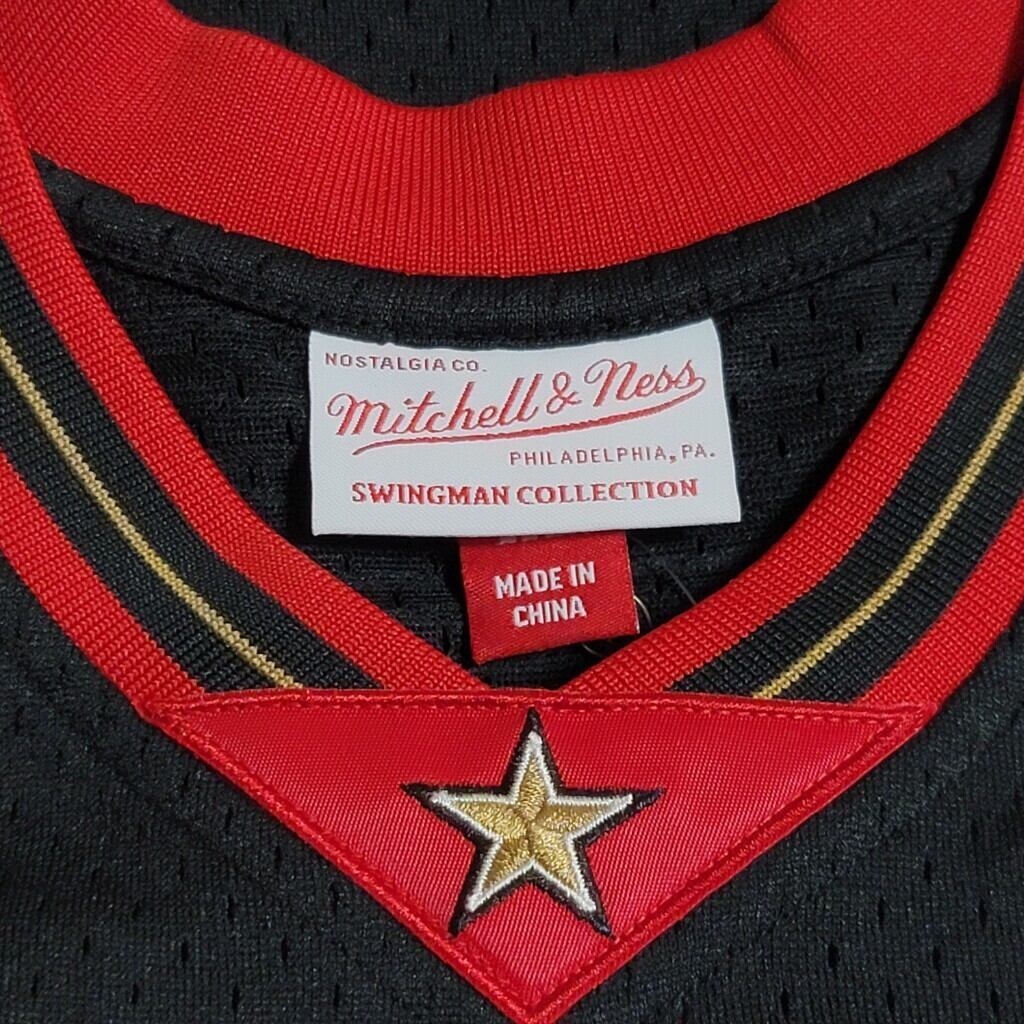 NOSTALGIA CO.
Mitchell & Ness
PHILADELPHIA, PA.
SWINGMAN COLLECTION
MADE IN
CHINA